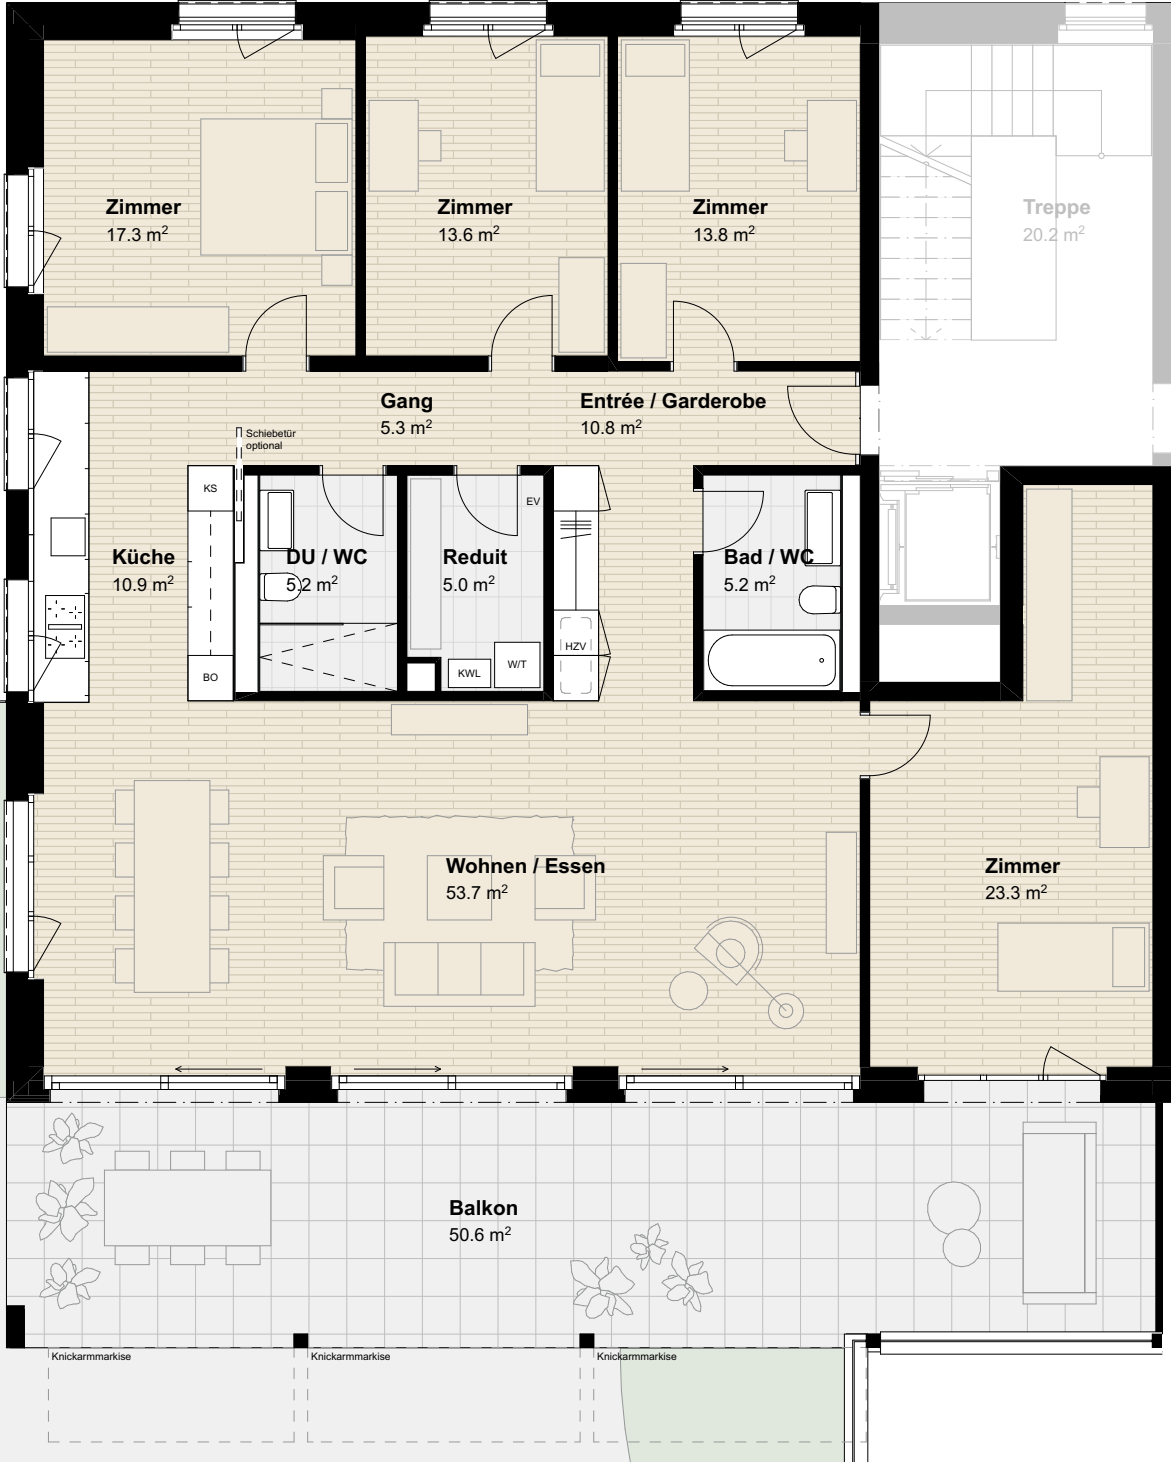 Zimmer
17.3 m²
Zimmer
13.6 m²
Zimmer
13.8 m²
Treppe
20.2 m²
Gang
5.3 m²
Entrée / Garderobe
10.8 m²
Schiebetür
optional
KS
EV
Küche
10.9 m²
DU / WC
5.2 m²
Reduit
5.0 m²
Bad / WC
5.2 m²
HZV
BO
KWL
W/T
Wohnen / Essen
53.7 m²
Zimmer
23.3 m²
Balkon
50.6 m²
Knickarmmarkise
Knickarmmarkise
Knickarmmarkise